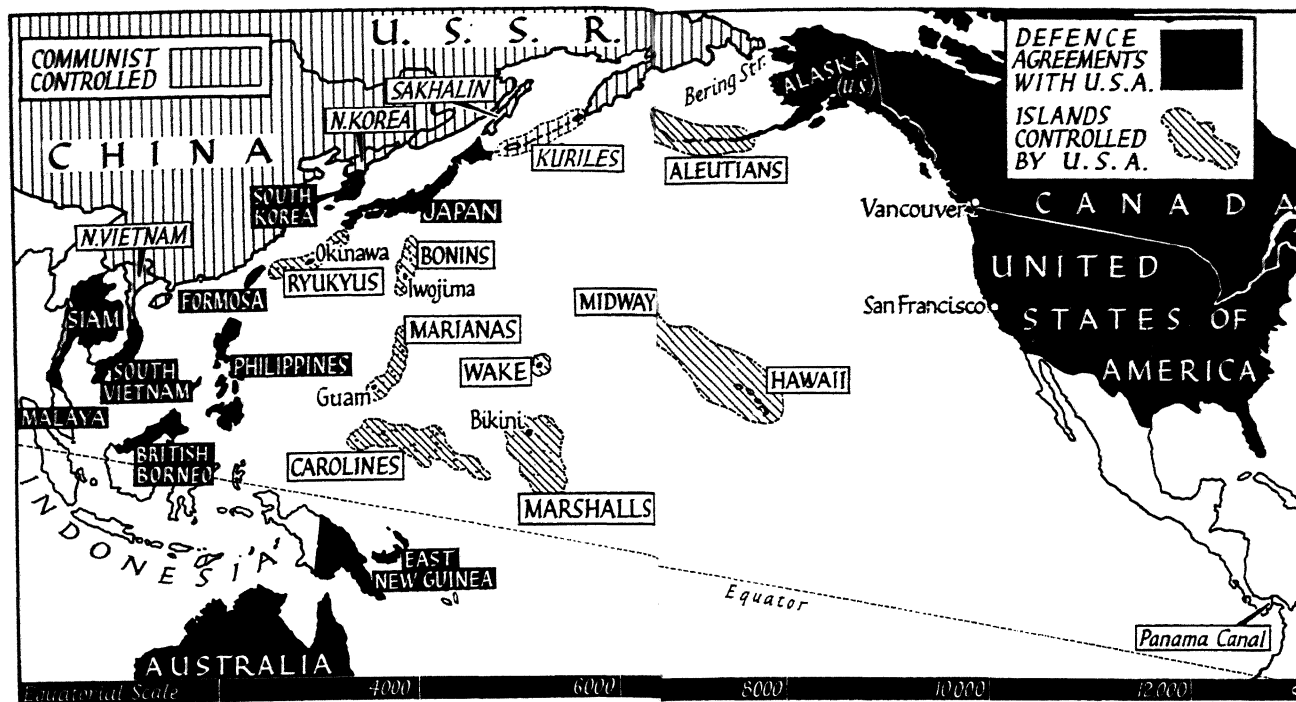 U. S. S. R.
COMMUNIST
CONTROLLED
DEFENCE
AGREEMENTS
WITH U.S.A.
ISLANDS
CONTROLLED
BY U.S.A.
Bering Str.
ALASKA
(US)
SAKHALIN
N.KOREA
CHINA
KURILES
ALEUTIANS
SOUTH
KOREA
JAPAN
Vancouver
CANADA
N.VIETNAM
Okinawa
BONINS
RYUKYUS
Iwojima
UNITED
STATES OF
AMERICA
FORMOSA
MIDWAY
San Francisco
SIAM
MARIANAS
PHILIPPINES
WAKE
HAWAII
SOUTH
VIETNAM
Guam
MALAYA
Bikini
BRITISH
BORNEO
CAROLINES
MARSHALLS
INDONESIA
EAST
NEW GUINEA
Equator
Panama Canal
AUSTRALIA
Equatorial Scale 4000 6000 8000 10000 12.000